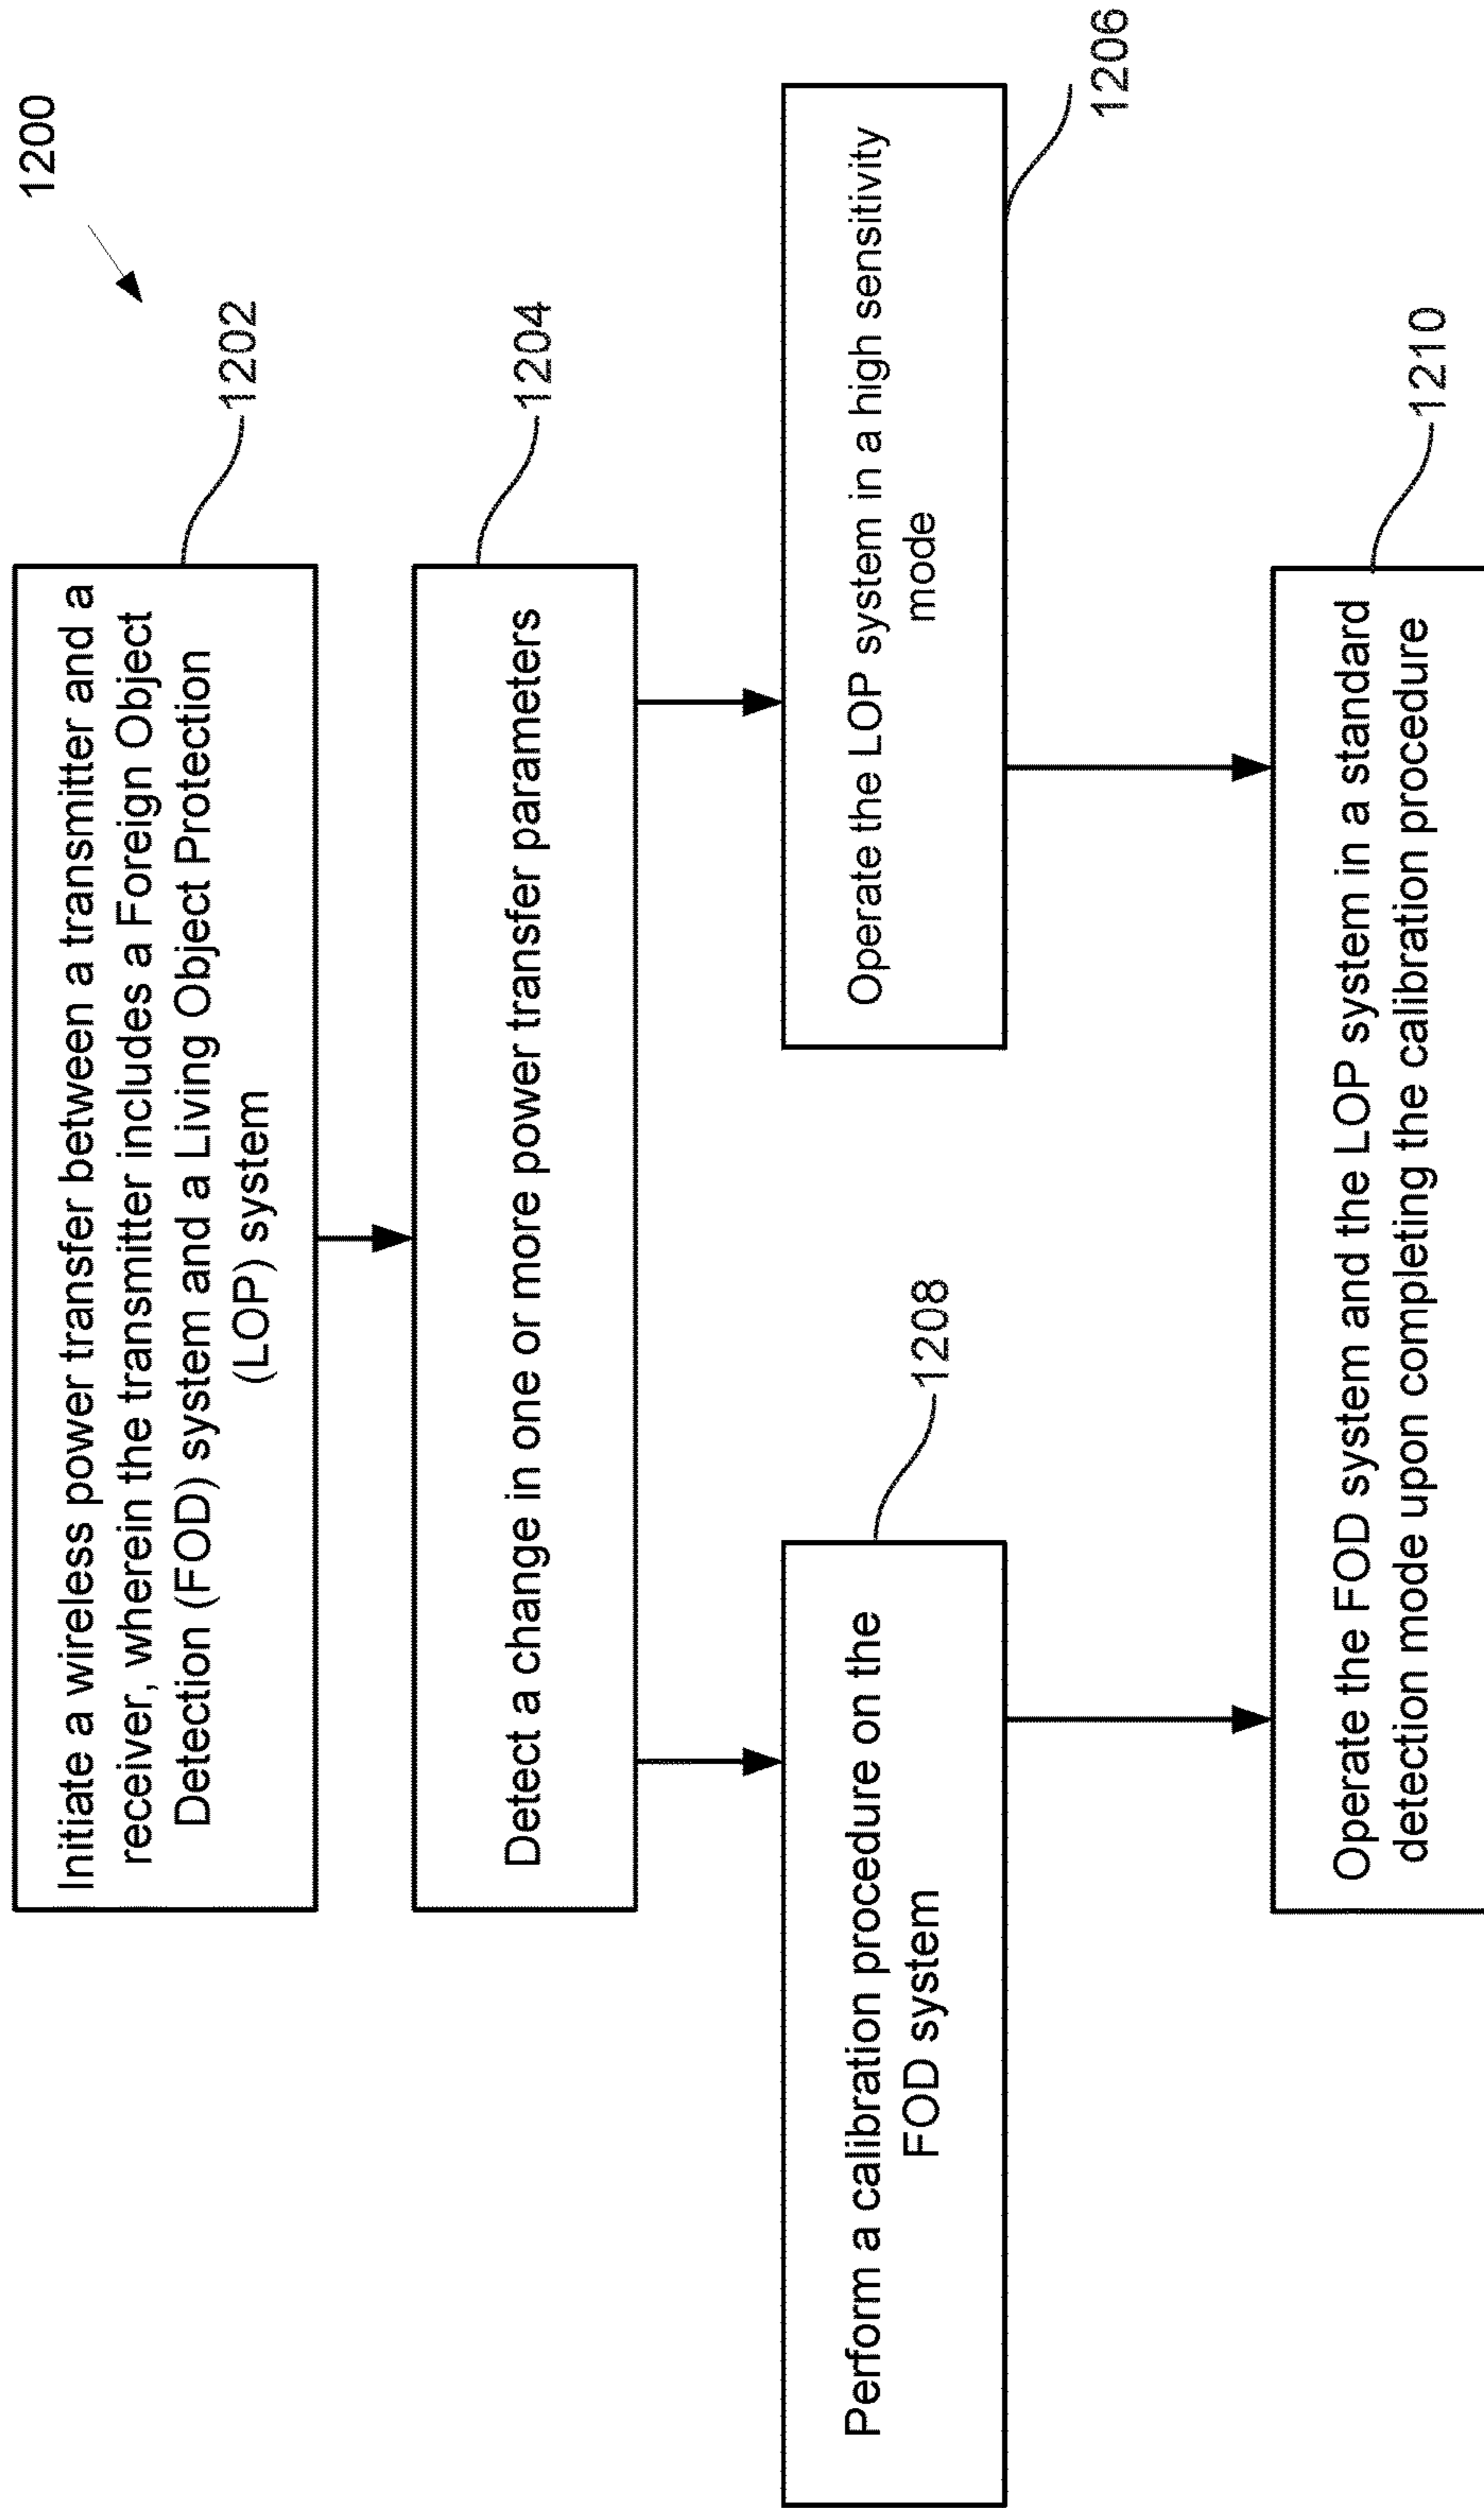 1200
Initiate a wireless power transfer between a transmitter and a
receiver, wherein the transmitter includes a Foreign Object
Detection (FOD) system and a Living Object Protection
(LOP) system
1202
Detect a change in one or more power transfer parameters
1204
Perform a calibration procedure on the
FOD system
1208
Operate the LOP system in a high sensitivity
mode
1206
Operate the FOD system and the LOP system in a standard
detection mode upon completing the calibration procedure
1210